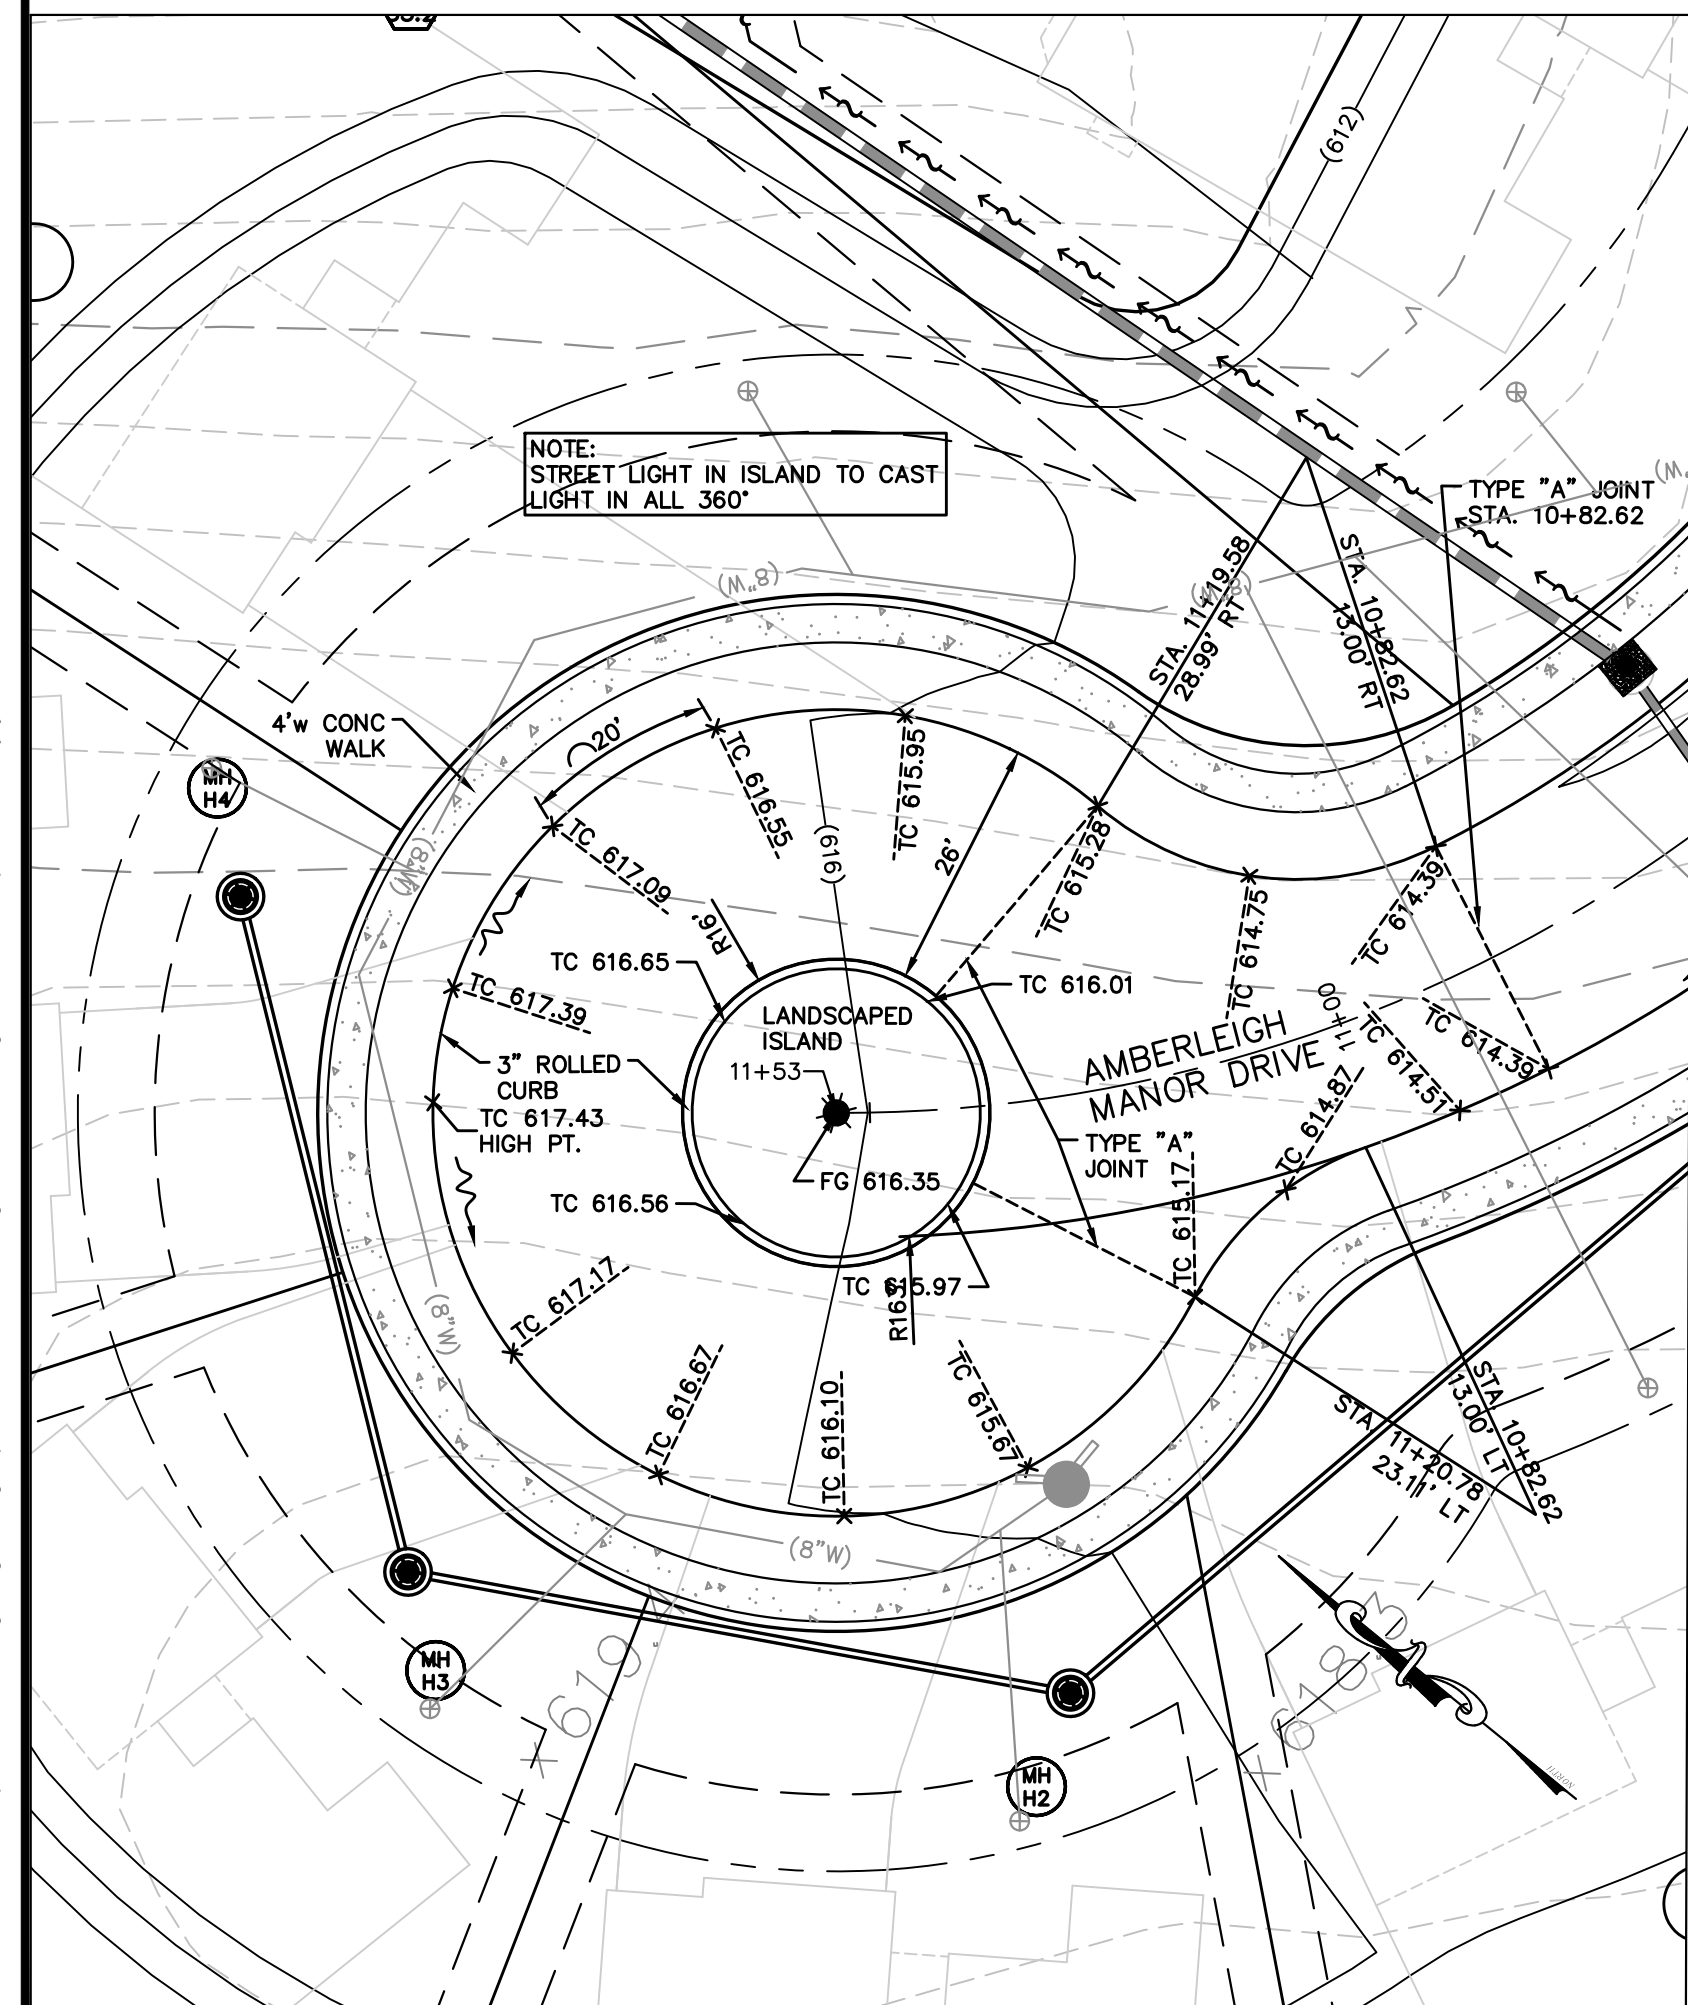 (612)
NOTE:
STREET LIGHT IN ISLAND TO CAST
LIGHT IN ALL 360°
TYPE "A" JOINT
STA. 10+82.62
STA. 11+19.58
28.99' RT
STA. 10+82.62
13.00' RT
(8"W)
(8"W)
4'w CONC
WALK
MH
H4
20'
TC 616.55
TC 615.95
TC 617.09
(616)
26'
TC 615.28
TC 614.75
TC 614.39
(8"W)
R16'
TC 616.65
TC 616.01
TC 617.39
LANDSCAPED
ISLAND
11+53
3" ROLLED
CURB
TC 617.43
HIGH PT.
AMBERLEIGH
MANOR DRIVE
11+00
TC 614.39
TC 614.51
TC 614.87
TYPE "A"
JOINT
FG 616.35
TC 616.56
TC 615.17
TC 615.97
TC 617.17
(8"W)
TC 616.67
TC 616.10
TC 615.67
STA. 10+82.62
13.00' LT
STA. 11+20.78
23.11' LT
(8"W)
MH
H3
MH
H2
NORTH